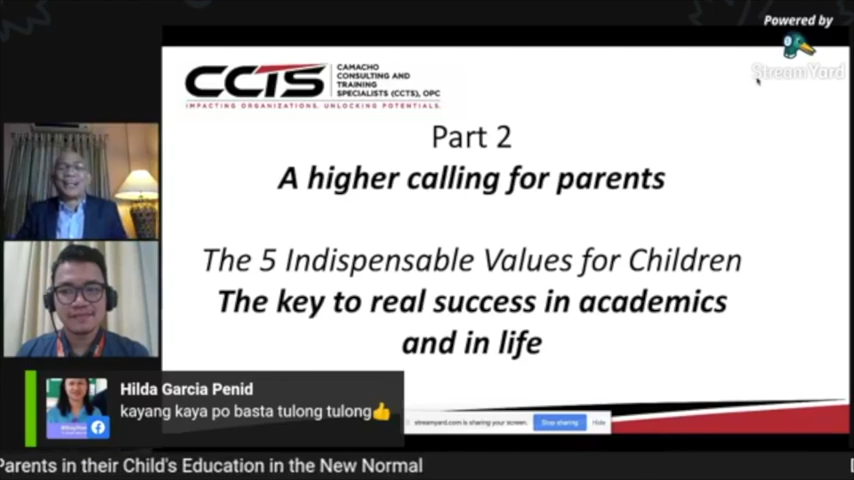 Powered by
StreamYard
CCTS
CAMACHO
CONSULTING AND
TRAINING
SPECIALISTS (CCTS), OPC
IMPACTING ORGANIZATIONS. UNLOCKING POTENTIALS.
Part 2
A higher calling for parents
The 5 Indispensable Values for Children
The key to real success in academics
and in life
Hilda Garcia Penid
kayang kaya po basta tulong tulong👍
streamyard.com is sharing your screen.
Stop sharing
Hide
Parents in their Child's Education in the New Normal